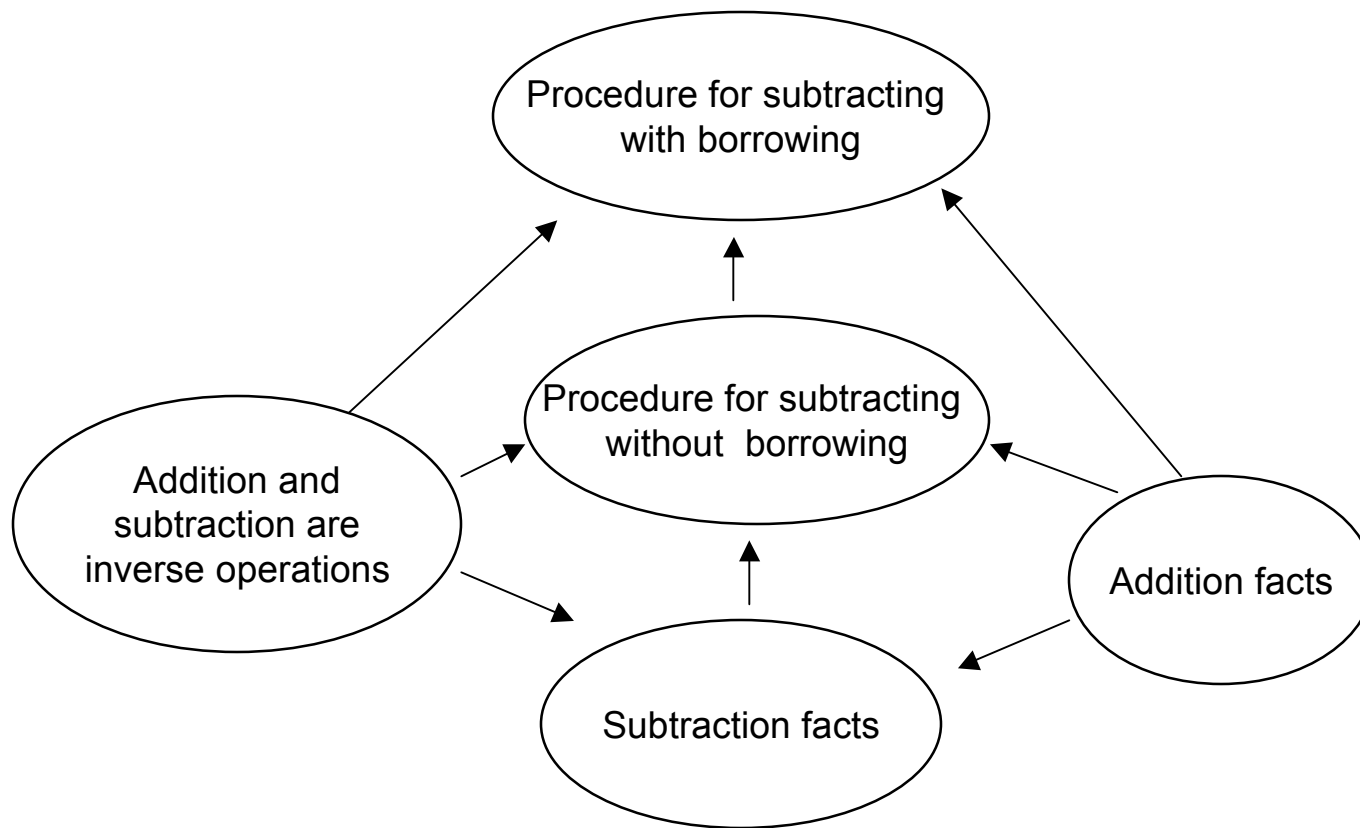 Procedure for subtracting
with borrowing
Procedure for subtracting
without  borrowing
Addition and
subtraction are
inverse operations
Addition facts
Subtraction facts